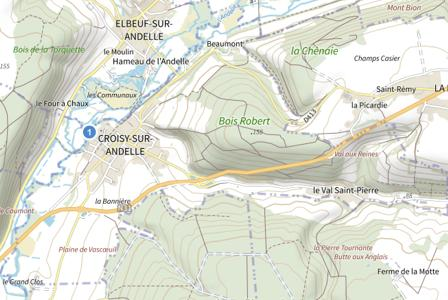 Mont Bion
ELBEUF-SUR-
ANDELLE
Bois de la Torquette
le Moulin
Beaumont
la Chênaie
Hameau de l'Andelle
Champs Casier
155
les Communaux
Saint-Rémy
LA
le Four à Chaux
la Picardie
D413
Bois Robert
158
1
CROISY-SUR-
ANDELLE
Val aux Reines
le Val Saint-Pierre
la Bannière
Plaine de Vascœuil
la Pierre Tournante
Butte aux Anglais
Ferme de la Motte
le Grand Clos